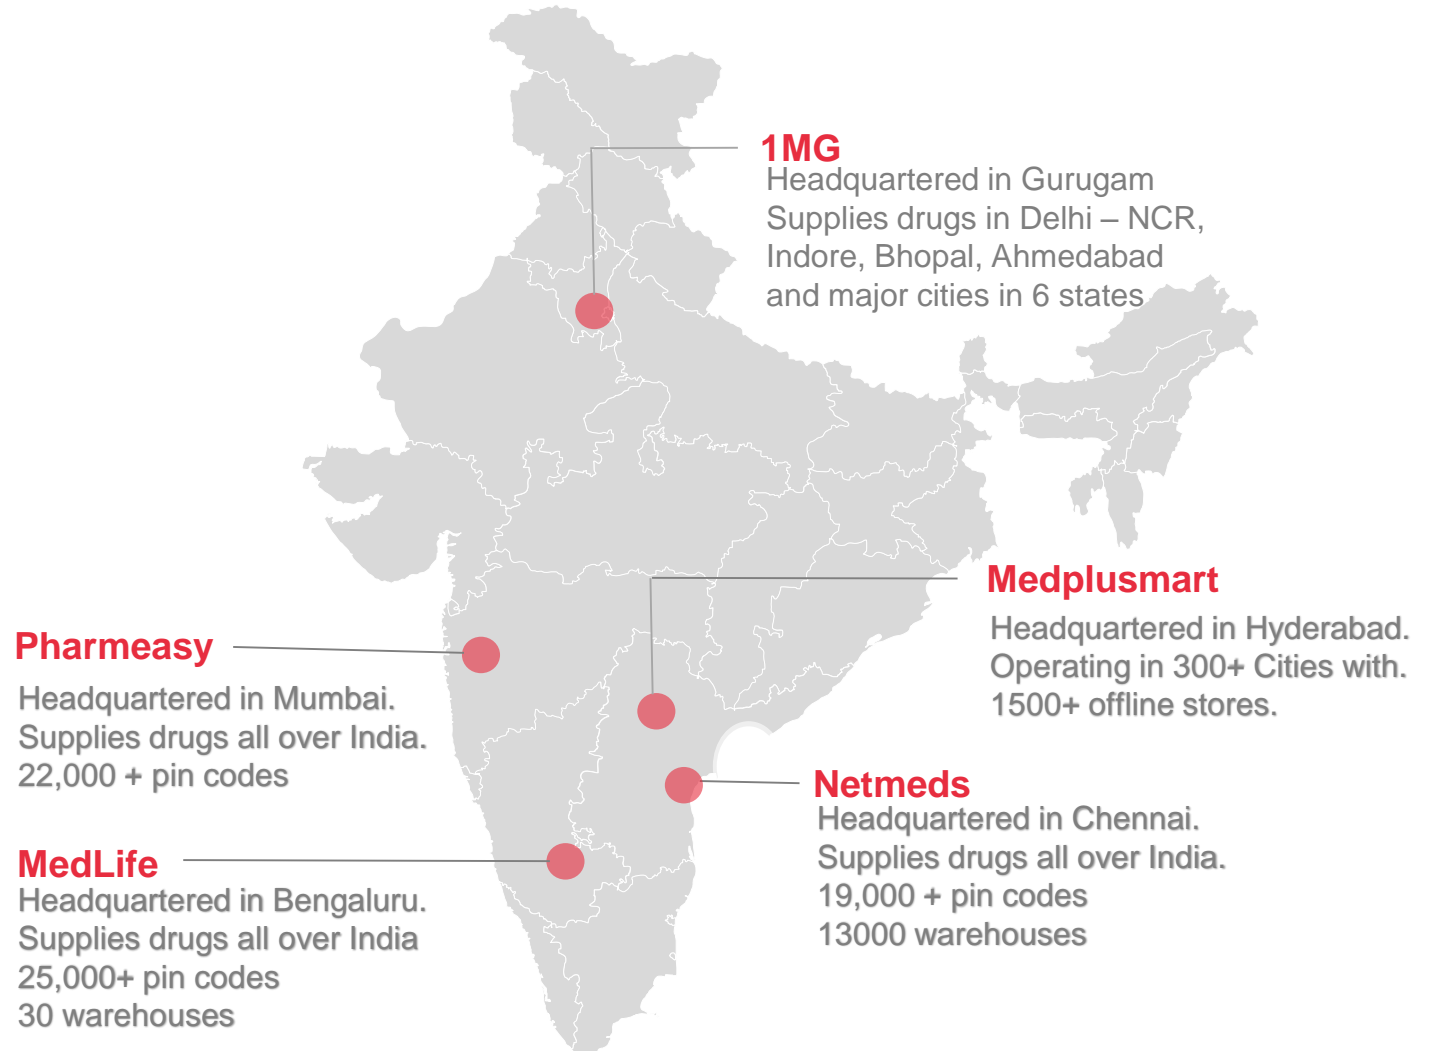 1MG
Headquartered in Gurugam
Supplies drugs in Delhi – NCR,
Indore, Bhopal, Ahmedabad
and major cities in 6 states
Medplusmart
Headquartered in Hyderabad.
Operating in 300+ Cities with.
1500+ offline stores.
Pharmeasy
Headquartered in Mumbai.
Supplies drugs all over India.
22,000 + pin codes
Netmeds
Headquartered in Chennai.
Supplies drugs all over India.
19,000 + pin codes
13000 warehouses
MedLife
Headquartered in Bengaluru.
Supplies drugs all over India
25,000+ pin codes
30 warehouses